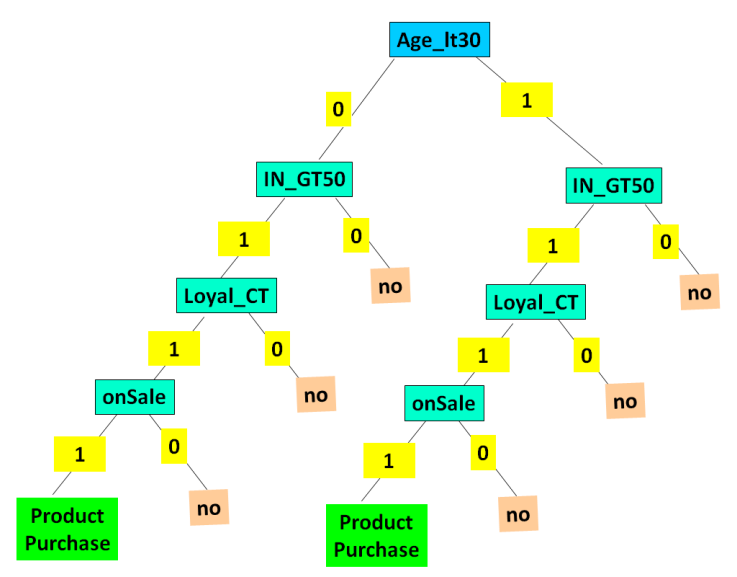 Age_lt30
0
1
IN_GT50
IN_GT50
1
0
1
0
no
no
Loyal_CT
Loyal_CT
1
0
1
0
onSale
no
onSale
no
1
0
1
0
Product
Purchase
no
Product
Purchase
no